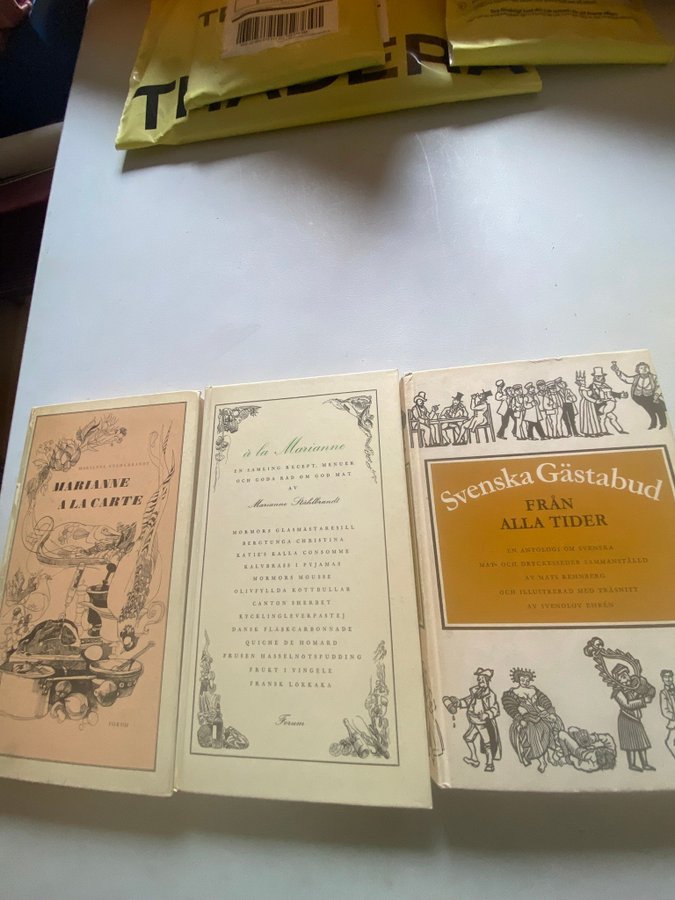 TRADERA
MARIANNE STÅHLBRANDT
MARIANNE
A LA CARTE
FORUM
à la Marianne
EN SAMLING RECEPT, MENUER
OCH GODA RÅD OM GOD MAT
AV
Marianne Ståhlbrandt
MORMORS GLASMÄSTARESILL
BERGTUNGA CHRISTINA
KATIE'S KALLA CONSOMME
KALVBRÄSS I PYJAMAS
MORMORS MOUSSE
OLIVFYLLDA KÖTTBULLAR
CANTON SHERBET
KYCKLINGLEVERPASTEJ
DANSK FLÄSKCARBONNADE
QUICHE DE HOMARD
FRUSEN HASSELNÖTSPUDDING
FRUKT I VINGELE
FRANSK LÖKKAKA
Forum
Svenska Gästabud
FRÅN
ALLA TIDER
EN ANTOLOGI OM SVENSKA
MAT- OCH DRYCKESSEDER SAMMANSTÄLLD
AV MATS REHNBERG
OCH ILLUSTRERAD MED TRÄSNITT
AV SVENOLOV EHRÉN